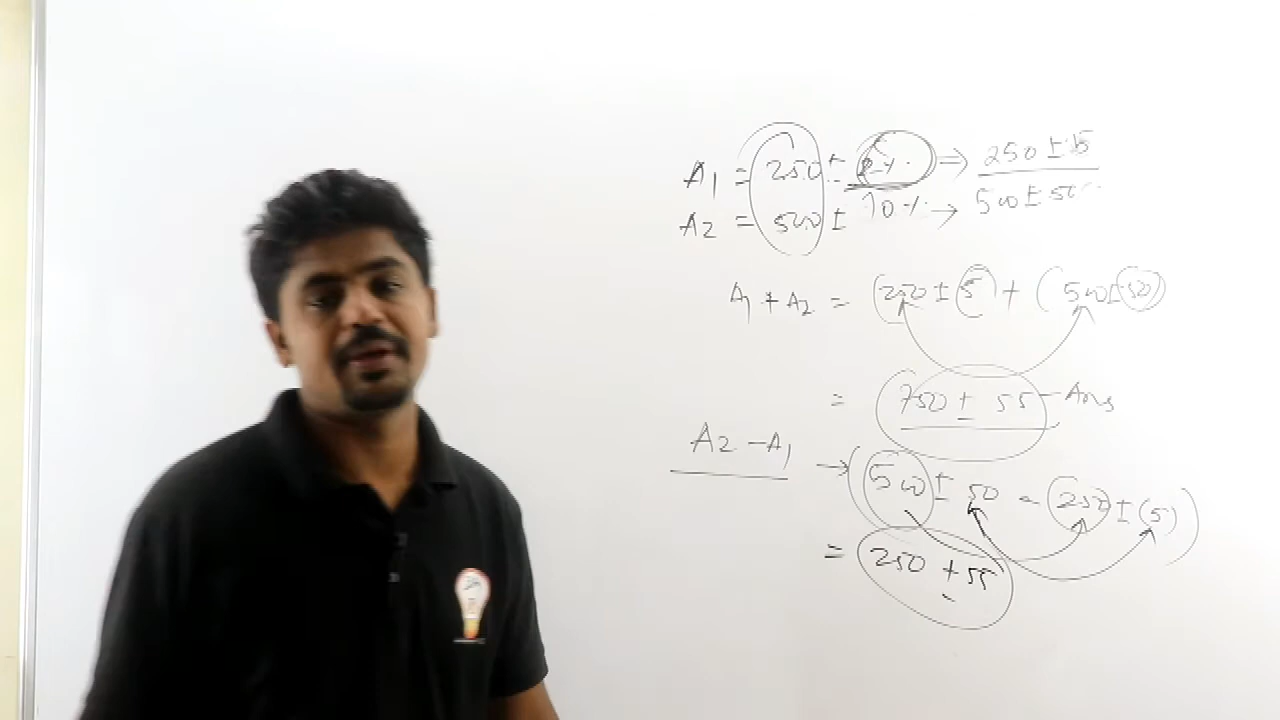 A1 = 250 ± 2% ⇒ 250 ± 5
A2 = 500 ± 10% → 500 ± 50
A1 + A2 = (250 ± 5) + (500 ± 50)
= 750 ± 55 - Ans
A2 - A1 → (500 ± 50 - 250 ± (5))
= 250 ± 55